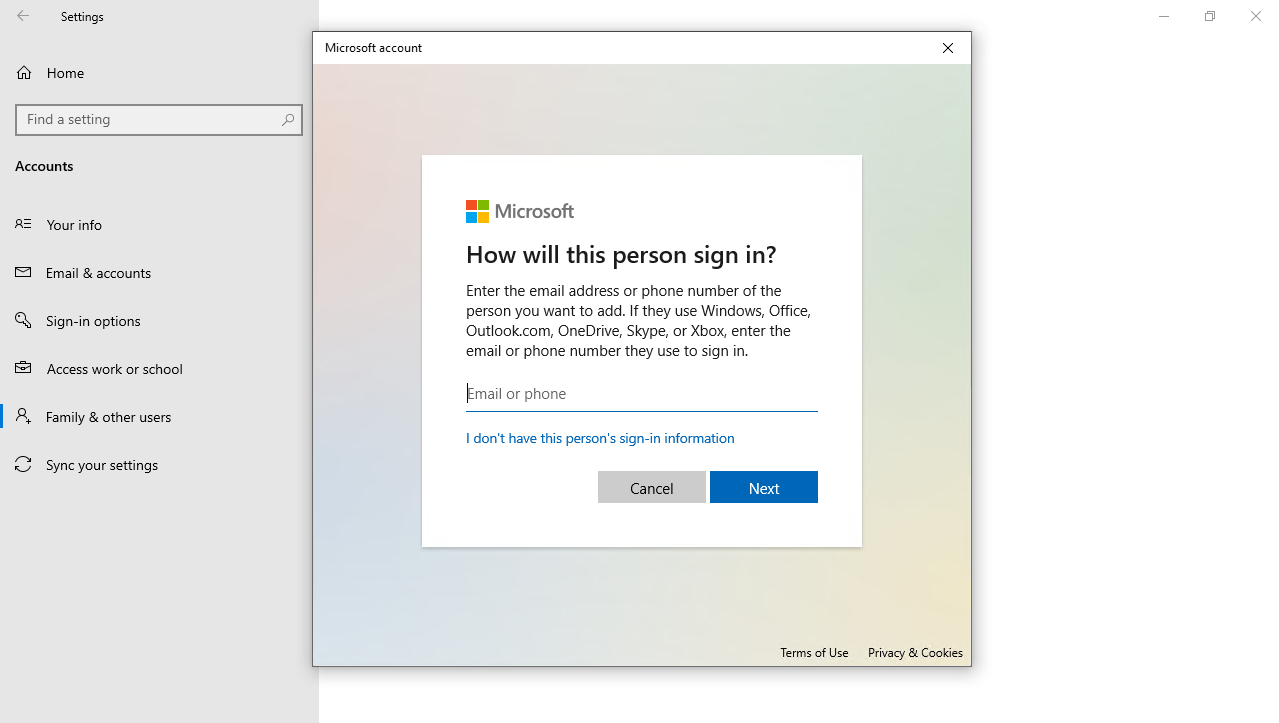 Settings
Home
Find a setting
Accounts
Your info
Email & accounts
Sign-in options
Access work or school
Family & other users
Sync your settings
Microsoft account
Microsoft
How will this person sign in?
Enter the email address or phone number of the
person you want to add. If they use Windows, Office,
Outlook.com, OneDrive, Skype, or Xbox, enter the
email or phone number they use to sign in.
Email or phone
I don't have this person's sign-in information
Cancel
Next
Terms of Use
Privacy & Cookies